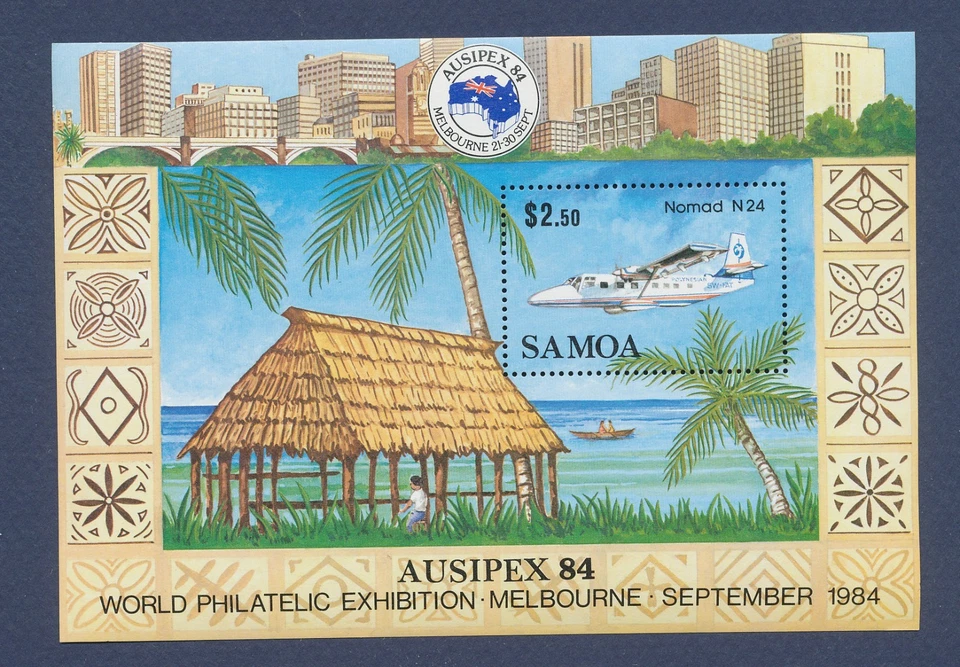 AUSIPEX 84
MELBOURNE 21-30 SEPT
$2.50
Nomad N24
POLYNESIAN
SAMOA
AUSIPEX 84
WORLD PHILATELIC EXHIBITION · MELBOURNE · SEPTEMBER 1984